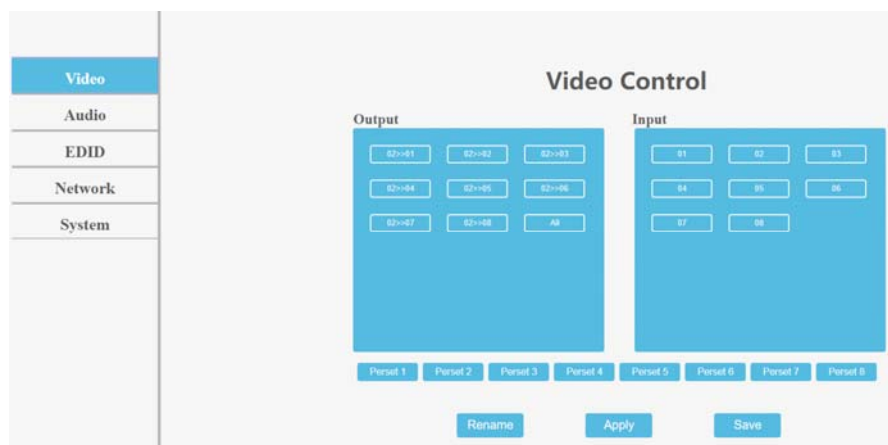 Video Control
Video
Audio
EDID
Network
System
Output
02>>01 02>>02 02>>03
02>>04 02>>05 02>>06
02>>07 02>>08 All
Input
01 02 03
04 05 06
07 08
Perset 1 Perset 2 Perset 3 Perset 4 Perset 5 Perset 6 Perset 7 Perset 8
Rename Apply Save